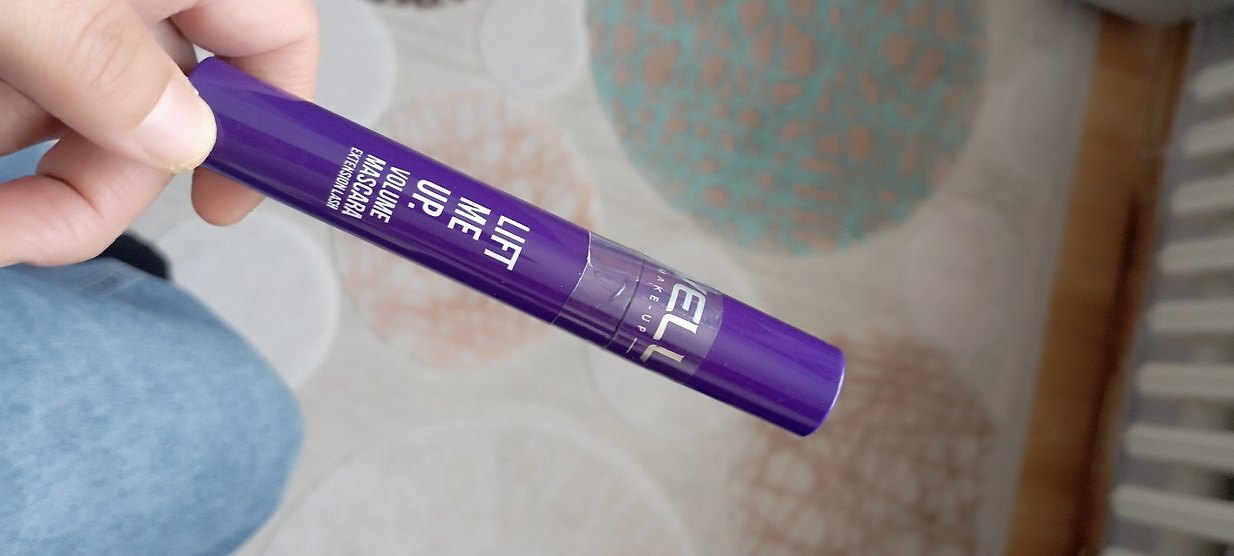 LIFT
ME
UP.
VOLUME
MASCARA
EXTENSION LASH
MAKE-UP